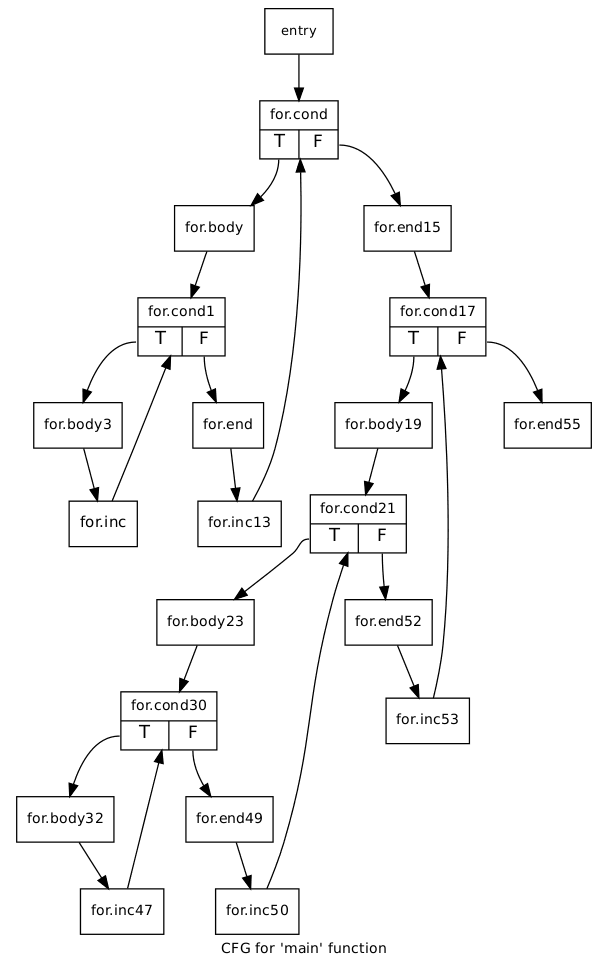 entry
for.cond
T F
for.body
for.end15
for.cond1
T F
for.cond17
T F
for.body3
for.end
for.body19
for.end55
for.inc
for.inc13
for.cond21
T F
for.body23
for.end52
for.cond30
T F
for.inc53
for.body32
for.end49
for.inc47
for.inc50
CFG for 'main' function